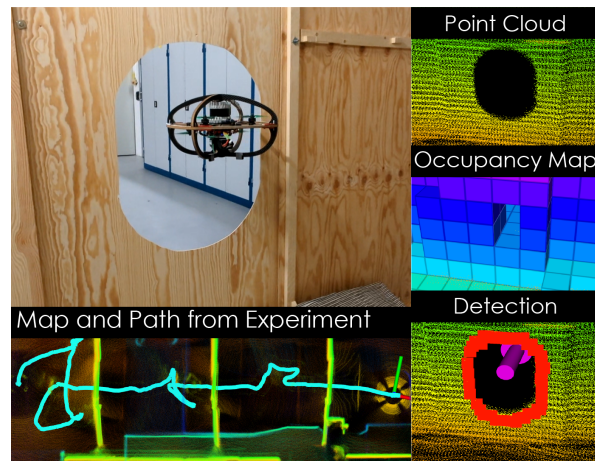 Point Cloud
Occupancy Map
Detection
Map and Path from Experiment